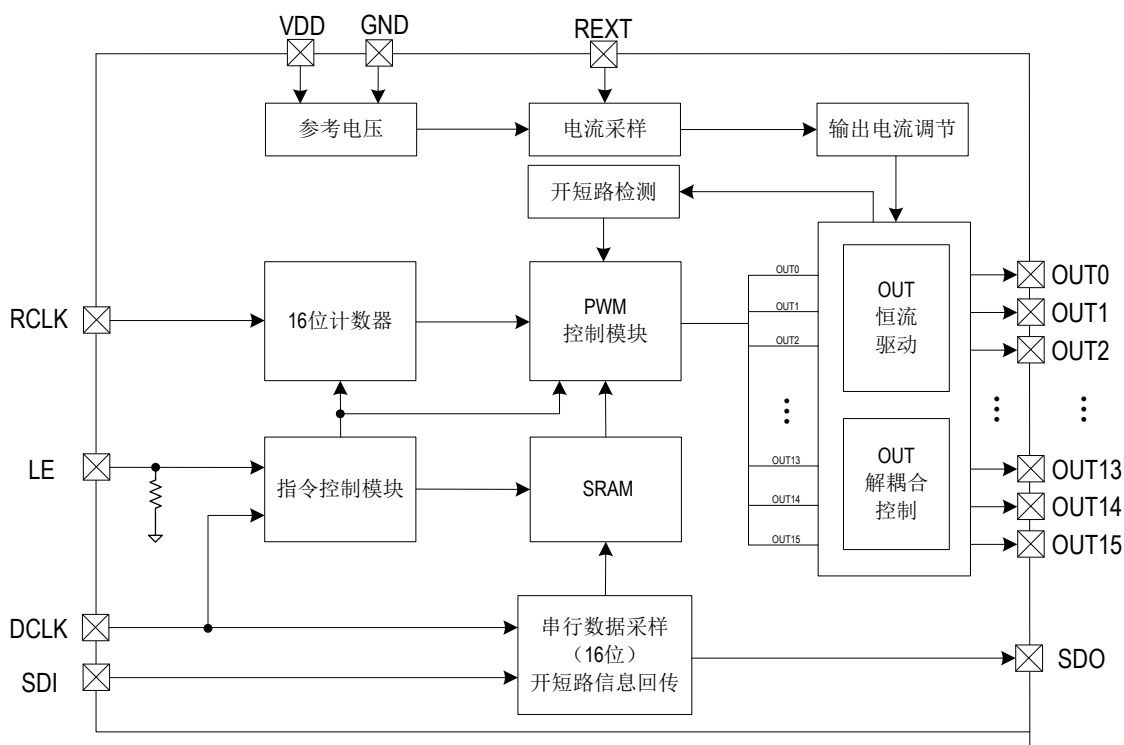 VDD
GND
REXT
参考电压
电流采样
输出电流调节
开短路检测
RCLK
16位计数器
PWM
控制模块
OUT0
OUT1
OUT2
OUT13
OUT14
OUT15
OUT
恒流
驱动
OUT
解耦合
控制
OUT0
OUT1
OUT2
OUT13
OUT14
OUT15
LE
指令控制模块
SRAM
DCLK
SDI
串行数据采样
（16位）
开短路信息回传
SDO